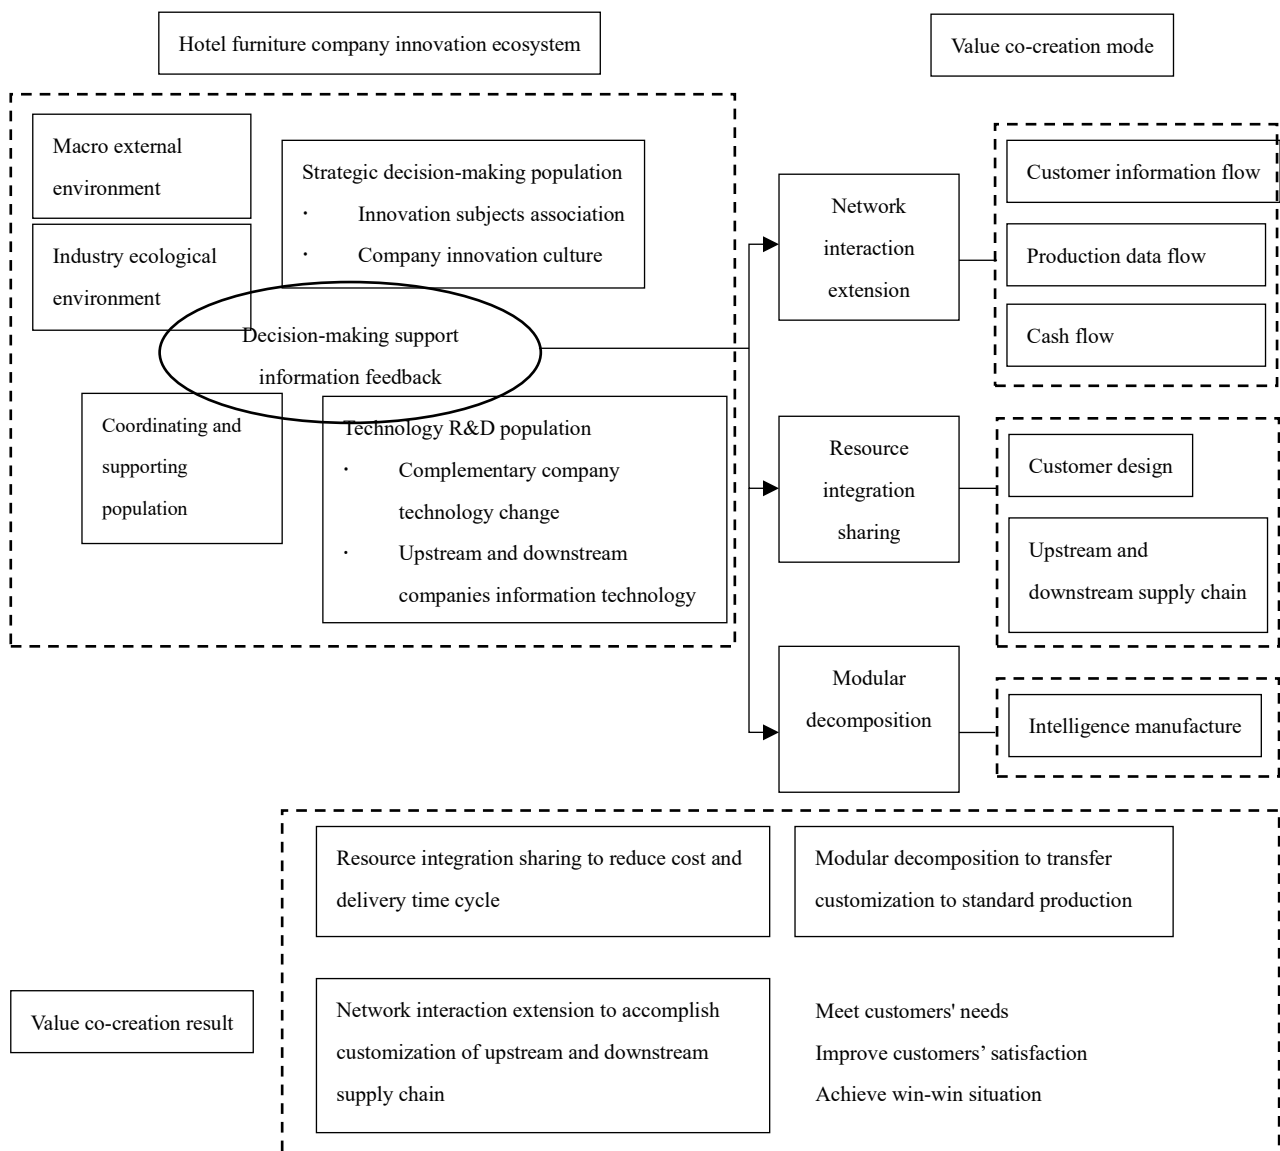 Hotel furniture company innovation ecosystem
Value co-creation mode
Macro external
environment
Industry ecological
environment
Strategic decision-making population
· Innovation subjects association
· Company innovation culture
Decision-making support
information feedback
Coordinating and
supporting
population
Technology R&D population
· Complementary company
technology change
· Upstream and downstream
companies information technology
Network
interaction
extension
Customer information flow
Production data flow
Cash flow
Resource
integration
sharing
Customer design
Upstream and
downstream supply chain
Modular
decomposition
Intelligence manufacture
Value co-creation result
Resource integration sharing to reduce cost and
delivery time cycle
Modular decomposition to transfer
customization to standard production
Network interaction extension to accomplish
customization of upstream and downstream
supply chain
Meet customers' needs
Improve customers’ satisfaction
Achieve win-win situation